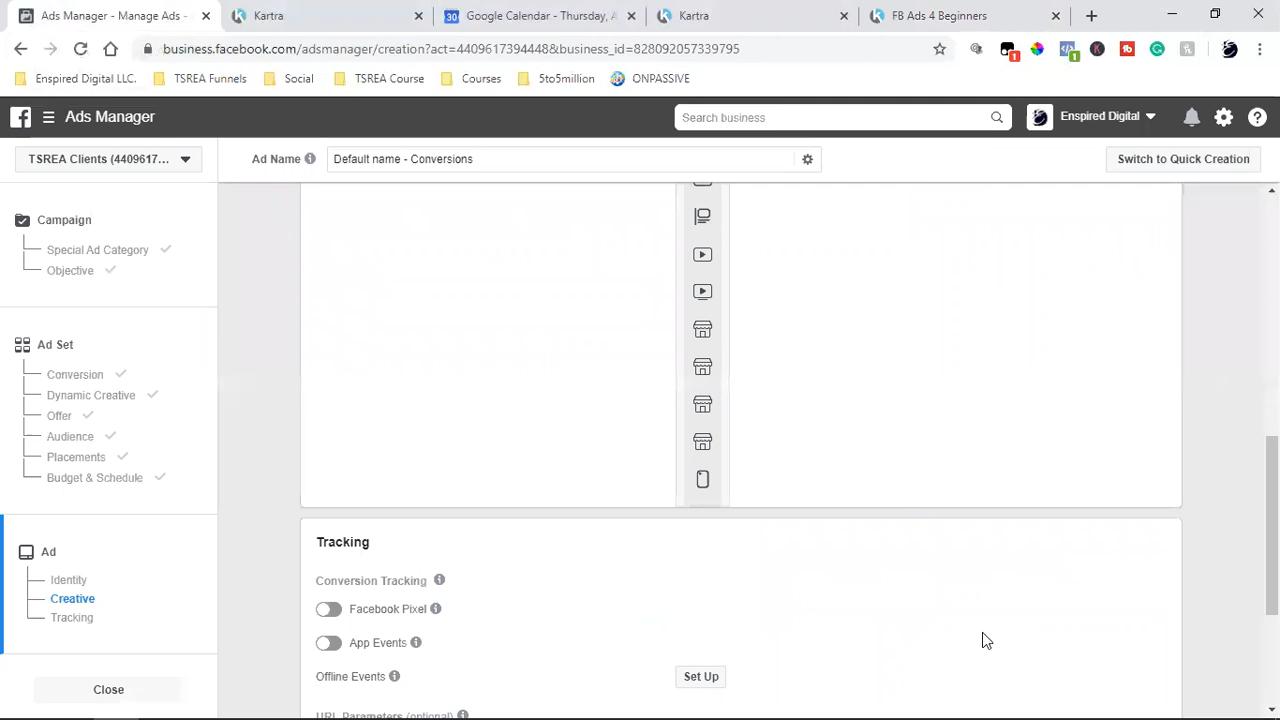 Ads Manager - Manage Ads -
Kartra
Google Calendar - Thursday, A
Kartra
FB Ads 4 Beginners
business.facebook.com/adsmanager/creation?act=4409617394448&business_id=828092057339795
Enspired Digital LLC.
TSREA Funnels
Social
TSREA Course
Courses
5to5million
ONPASSIVE
Ads Manager
Search business
Enspired Digital
TSREA Clients (4409617...
Ad Name
Default name - Conversions
Switch to Quick Creation
Campaign
Special Ad Category
Objective
Ad Set
Conversion
Dynamic Creative
Offer
Audience
Placements
Budget & Schedule
Ad
Identity
Creative
Tracking
Close
Tracking
Conversion Tracking
Facebook Pixel
App Events
Offline Events
Set Up
URL Parameters (optional)